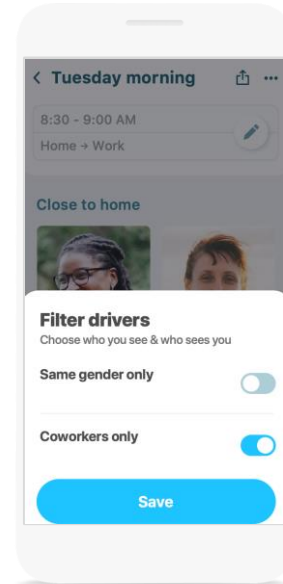 Tuesday morning
8:30 - 9:00 AM
Home → Work
Close to home
Filter drivers
Choose who you see & who sees you
Same gender only
Coworkers only
Save